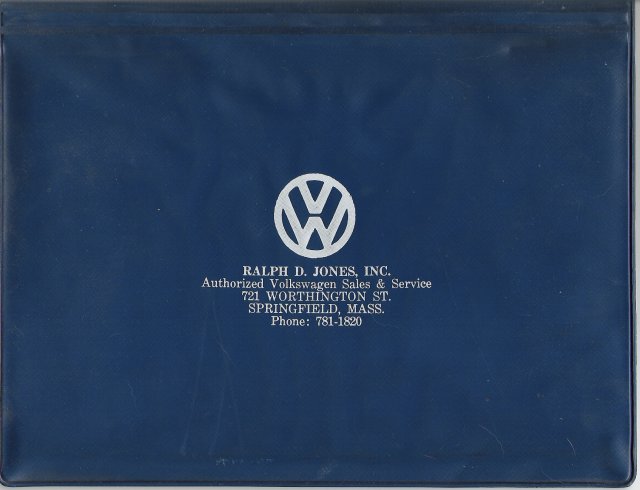 RALPH D. JONES, INC.
Authorized Volkswagen Sales & Service
721 WORTHINGTON ST.
SPRINGFIELD, MASS.
Phone: 781-1820